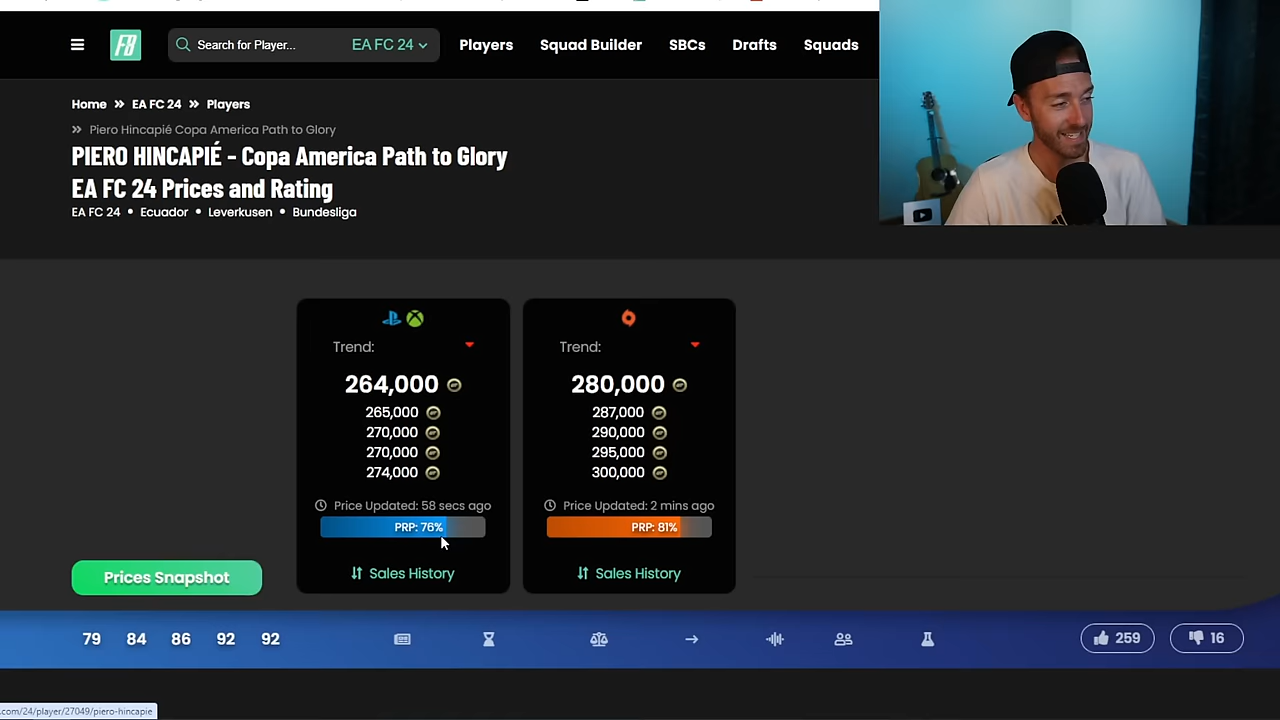 FB
Search for Player...
EA FC 24
Players
Squad Builder
SBCs
Drafts
Squads
Home » EA FC 24 » Players
» Piero Hincapié Copa America Path to Glory
PIERO HINCAPIÉ - Copa America Path to Glory
EA FC 24 Prices and Rating
EA FC 24 • Ecuador • Leverkusen • Bundesliga
Trend:
264,000
265,000
270,000
270,000
274,000
Price Updated: 58 secs ago
PRP: 76%
Sales History
Trend:
280,000
287,000
290,000
295,000
300,000
Price Updated: 2 mins ago
PRP: 81%
Sales History
Prices Snapshot
79 84 86 92 92
259
16
.com/24/player/27049/piero-hincapie